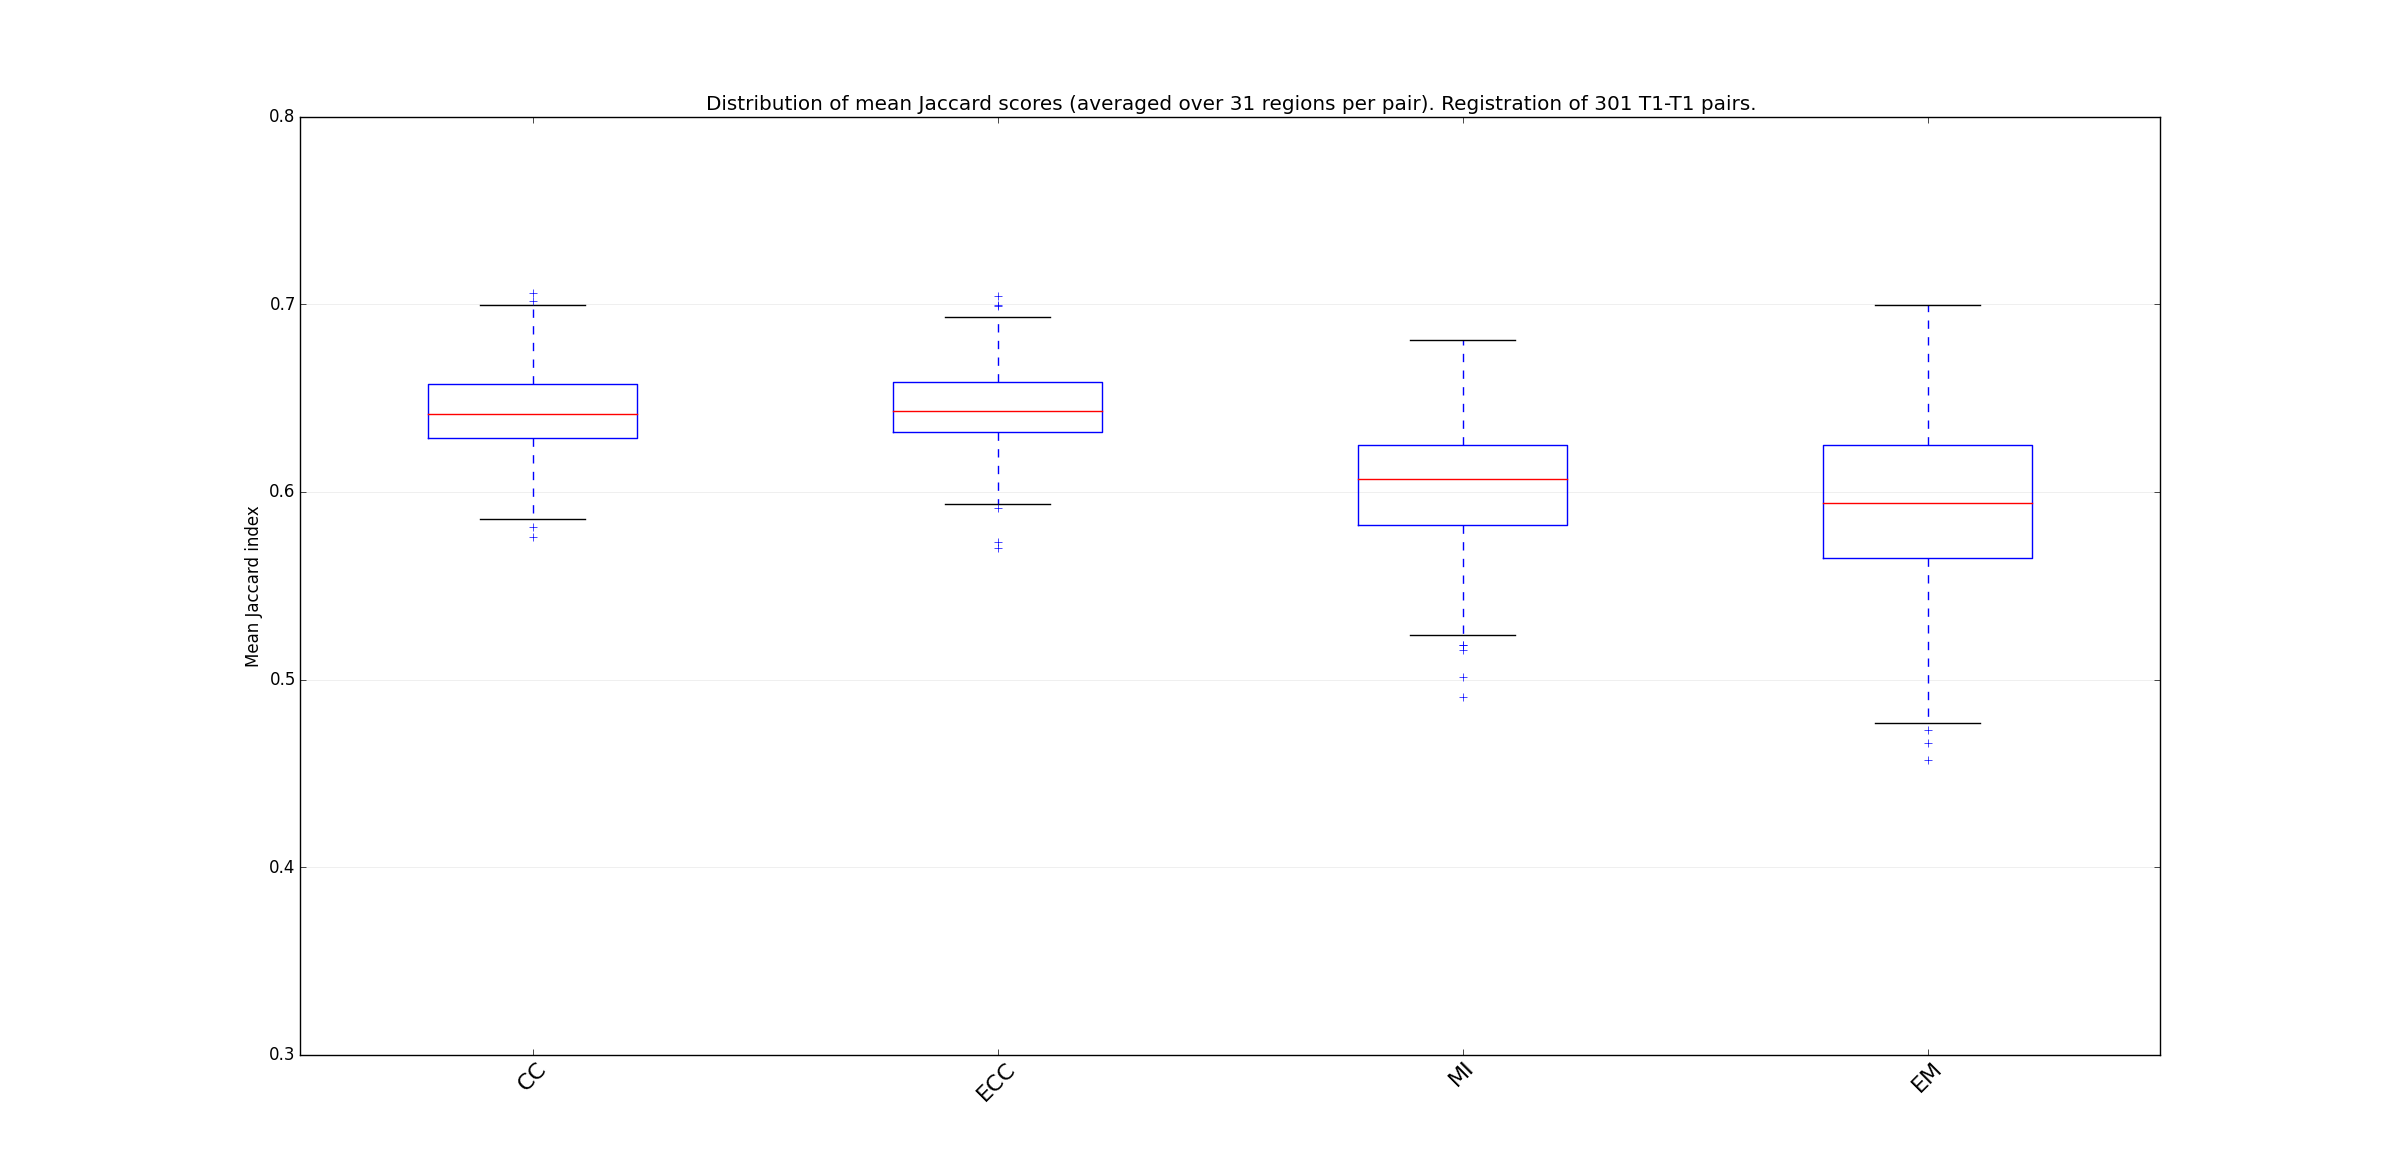 Distribution of mean Jaccard scores (averaged over 31 regions per pair). Registration of 301 T1-T1 pairs.
0.8
0.7
0.6
0.5
0.4
0.3
Mean Jaccard index
CC
ECC
MI
EM